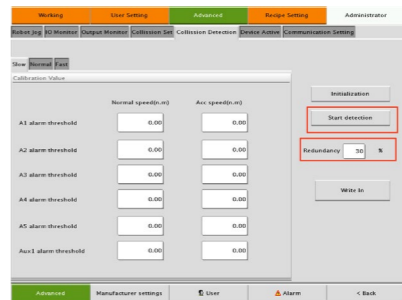 Working User Setting Advanced Recipe Setting Administrator
Robot Jog IO Monitor Output Monitor Collission Set Collission Detection Device Active Communication Setting
Slow Normal Fast
Calibration Value
Normal speed(n.m) Acc speed(n.m)
Initialization
A1 alarm threshold 0.00 0.00
Start detection
A2 alarm threshold 0.00 0.00
Redundancy 30 %
A3 alarm threshold 0.00 0.00
A4 alarm threshold 0.00 0.00
Write In
A5 alarm threshold 0.00 0.00
Aux1 alarm threshold 0.00 0.00
Advanced Manufacturer settings User Alarm < Back